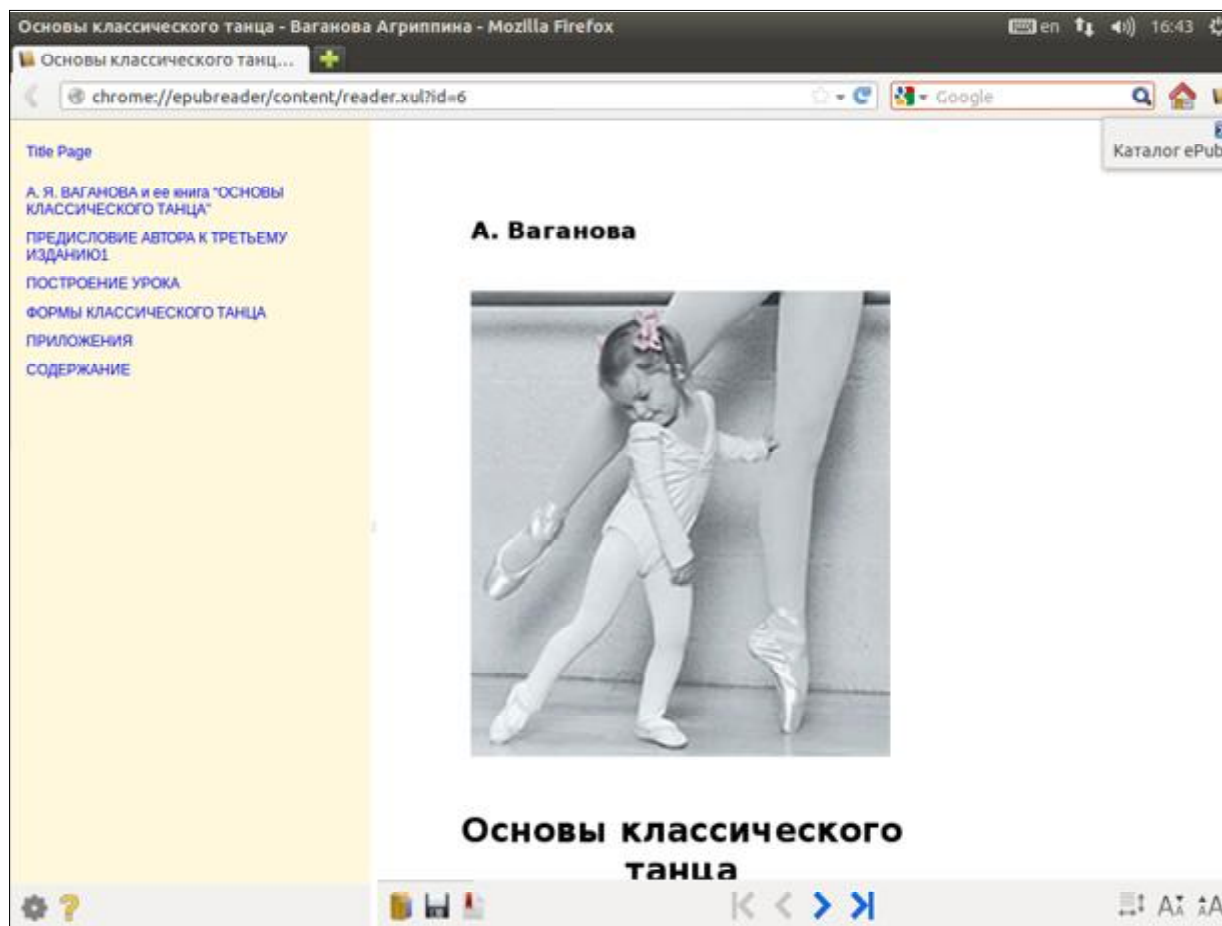 Основы классического танца - Ваганова Агриппина - Mozilla Firefox
en
16:43
Основы классического танц...
chrome://epubreader/content/reader.xul?id=6
Google
Каталог ePub
Title Page
А. Я. ВАГАНОВА и ее книга "ОСНОВЫ
КЛАССИЧЕСКОГО ТАНЦА"
ПРЕДИСЛОВИЕ АВТОРА К ТРЕТЬЕМУ
ИЗДАНИЮ1
ПОСТРОЕНИЕ УРОКА
ФОРМЫ КЛАССИЧЕСКОГО ТАНЦА
ПРИЛОЖЕНИЯ
СОДЕРЖАНИЕ
А. Ваганова
Основы классического
танца